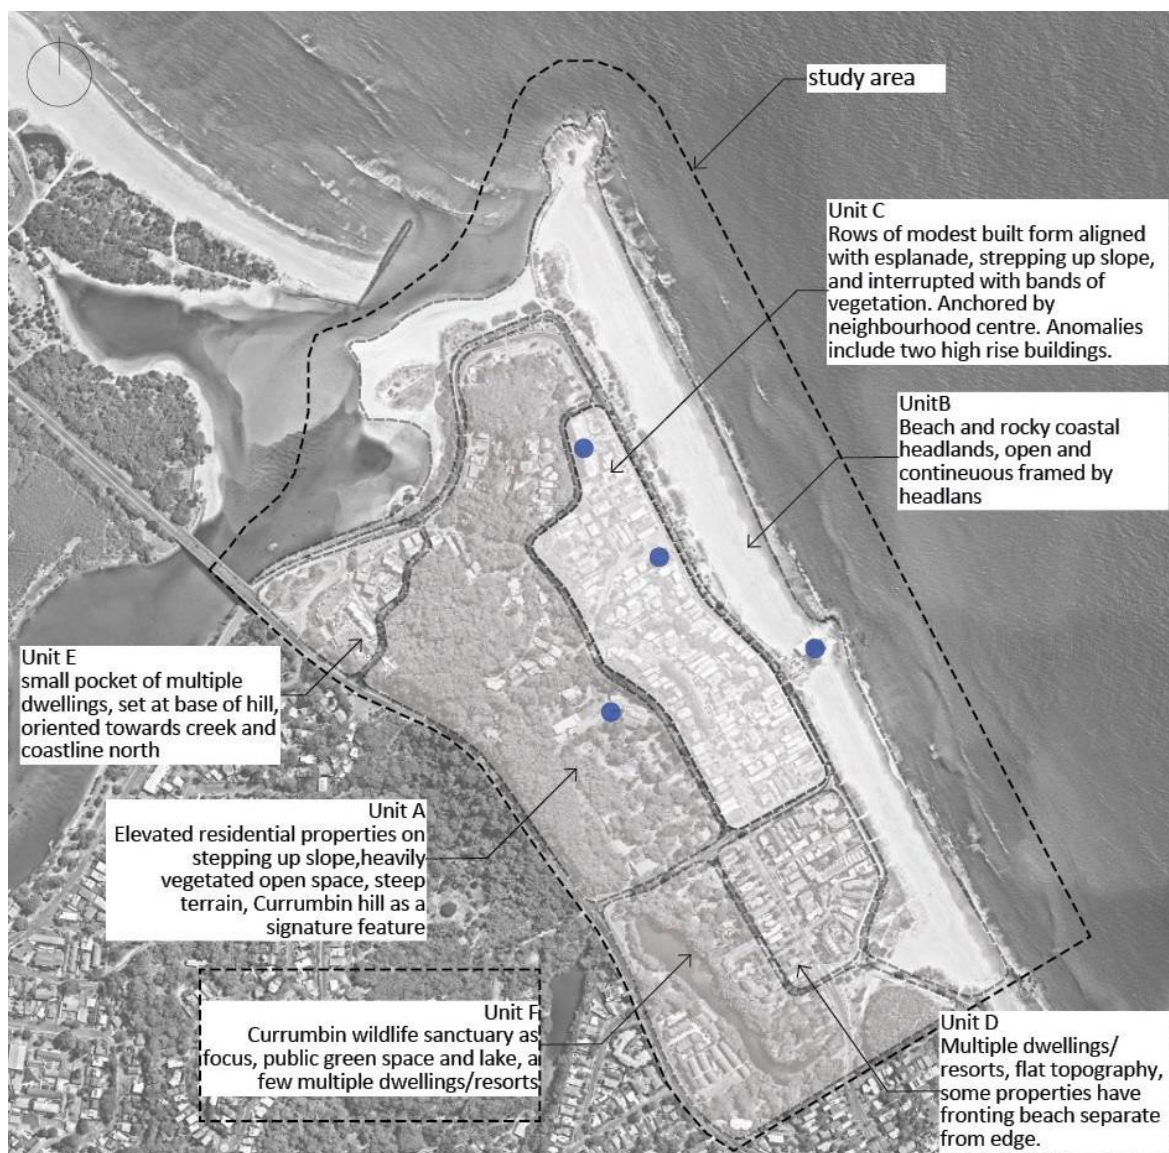 study area
Unit C
Rows of modest built form aligned
with esplanade, strepping up slope,
and interrupted with bands of
vegetation. Anchored by
neighbourhood centre. Anomalies
include two high rise buildings.
UnitB
Beach and rocky coastal
headlands, open and
contineuous framed by
headlans
Unit E
small pocket of multiple
dwellings, set at base of hill,
oriented towards creek and
coastline north
Unit A
Elevated residential properties on
stepping up slope,heavily
vegetated open space, steep
terrain, Currumbin hill as a
signature feature
Unit F
Currumbin wildlife sanctuary as
focus, public green space and lake, a
few multiple dwellings/resorts
Unit D
Multiple dwellings/
resorts, flat topography,
some properties have
fronting beach separate
from edge.